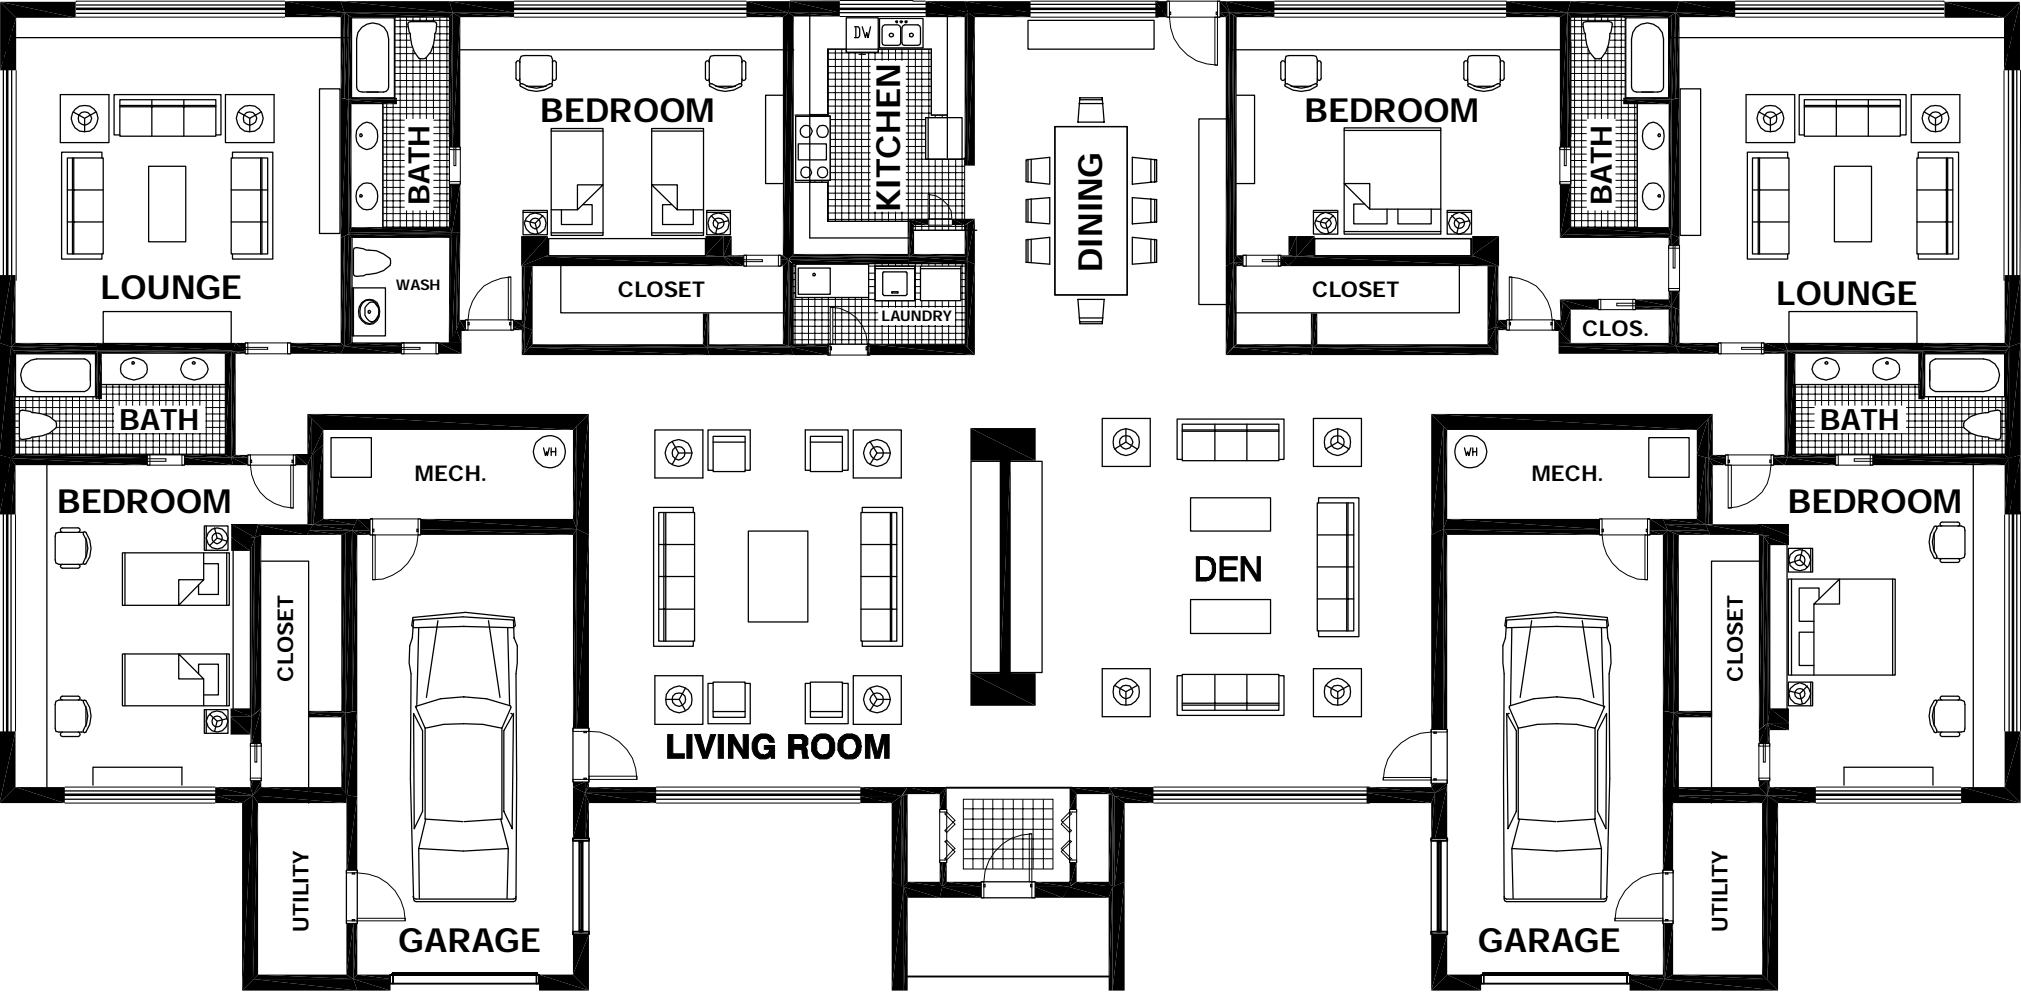 DW
BEDROOM
BEDROOM
KITCHEN
BATH
BATH
DINING
LOUNGE
WASH
CLOSET
LAUNDRY
CLOSET
LOUNGE
CLOS.
BATH
BATH
MECH.
WH
WH
MECH.
BEDROOM
BEDROOM
DEN
CLOSET
CLOSET
LIVING ROOM
UTILITY
UTILITY
GARAGE
GARAGE